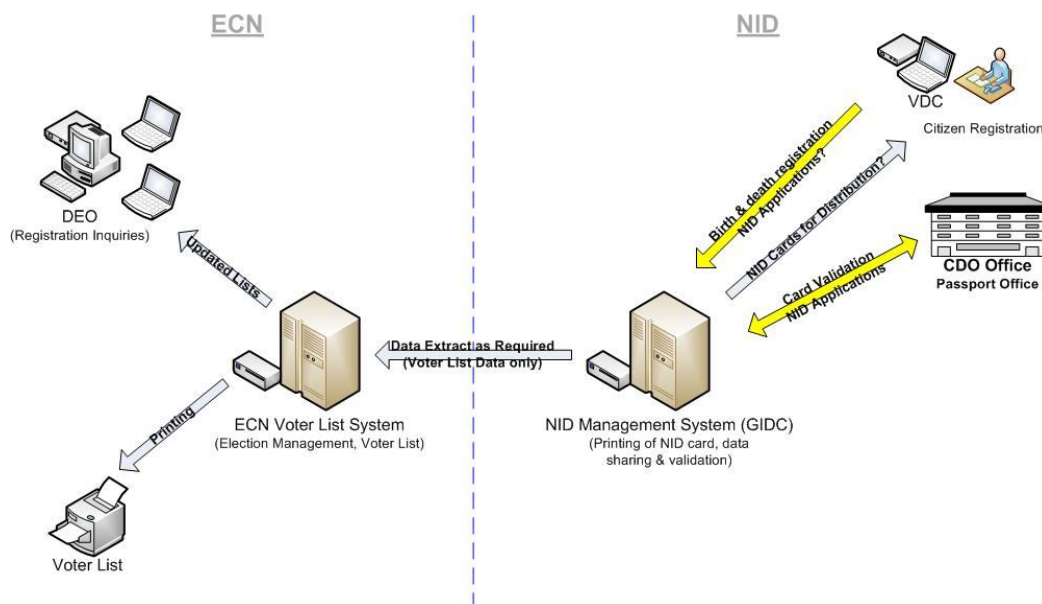 ECN
NID
VDC
Citizen Registration
Birth & death registration
NID Applications?
NID Cards for Distribution?
DEO
(Registration Inquiries)
CDO Office
Passport Office
Card Validation
NID Applications
Updated Lists
Data Extract as Required
(Voter List Data only)
Printing
ECN Voter List System
(Election Management, Voter List)
NID Management System (GIDC)
(Printing of NID card, data
sharing & validation)
Voter List